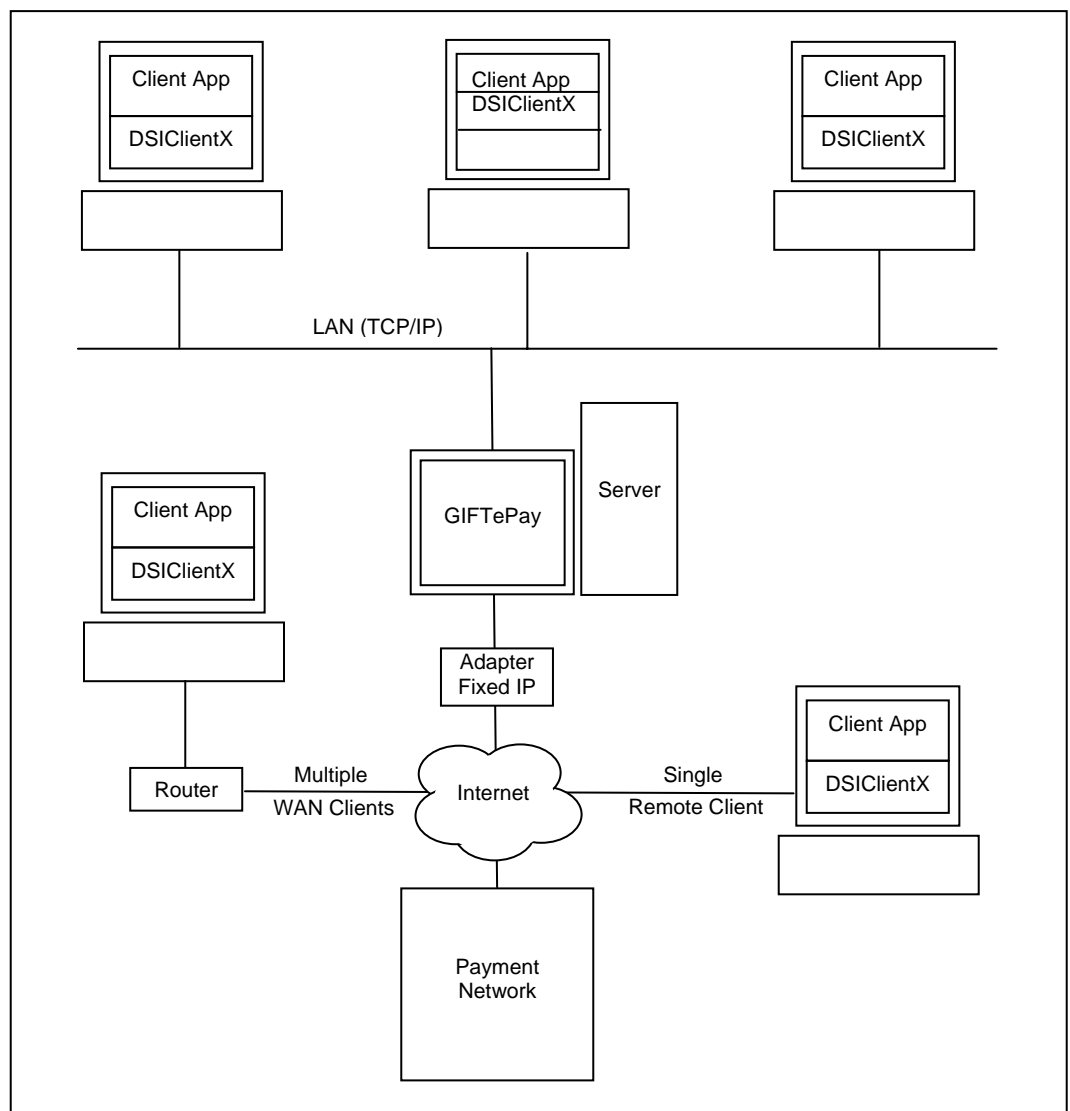 Client App
DSIClientX
Client App
DSIClientX
Client App
DSIClientX
LAN (TCP/IP)
Client App
DSIClientX
GIFTePay
Server
Adapter
Fixed IP
Router
Multiple
WAN Clients
Internet
Single
Remote Client
Client App
DSIClientX
Payment
Network